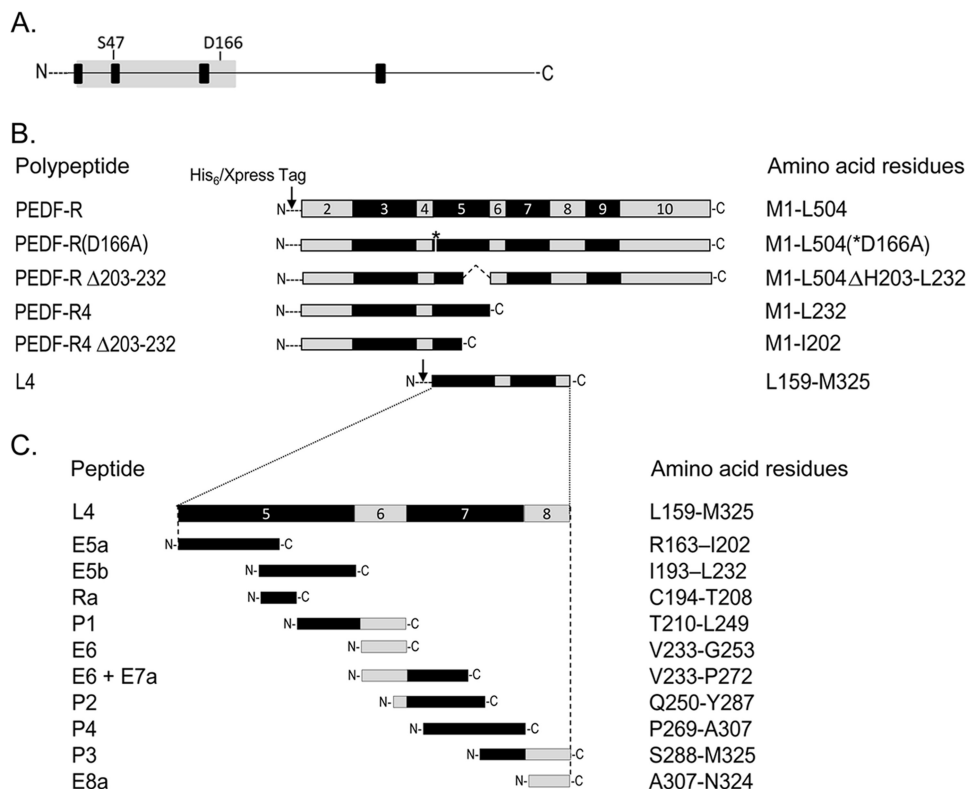 A.
S47 D166
N C
B.
Polypeptide Amino acid residues
His6/Xpress Tag
PEDF-R N 2 3 4 5 6 7 8 9 10 -C M1-L504
PEDF-R(D166A) N * -C M1-L504(*D166A)
PEDF-R Δ203-232 N -C M1-L504ΔH203-L232
PEDF-R4 N -C M1-L232
PEDF-R4 Δ203-232 N -C M1-I202
L4 N -C L159-M325
C.
Peptide Amino acid residues
L4 5 6 7 8 L159-M325
E5a N- -C R163–I202
E5b N- -C I193–L232
Ra N- -C C194-T208
P1 N- -C T210-L249
E6 N- -C V233-G253
E6 + E7a N- -C V233-P272
P2 N- -C Q250-Y287
P4 N- -C P269-A307
P3 N- -C S288-M325
E8a N- -C A307-N324